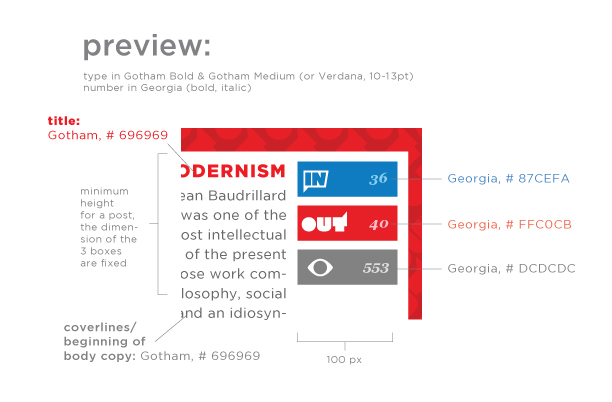 preview:
type in Gotham Bold & Gotham Medium (or Verdana, 10-13pt)
number in Georgia (bold, italic)
title:
Gotham, # 696969
minimum
height
for a post,
the dimen-
sion of the
3 boxes
are fixed
ODERNISM
ean Baudrillard
was one of the
ost intellectual
of the present
ose work com-
losophy, social
and an idiosyn-
IN 36
OUT 40
553
Georgia, # 87CEFA
Georgia, # FFC0CB
Georgia, # DCDCDC
coverlines/
beginning of
body copy: Gotham, # 696969
100 px